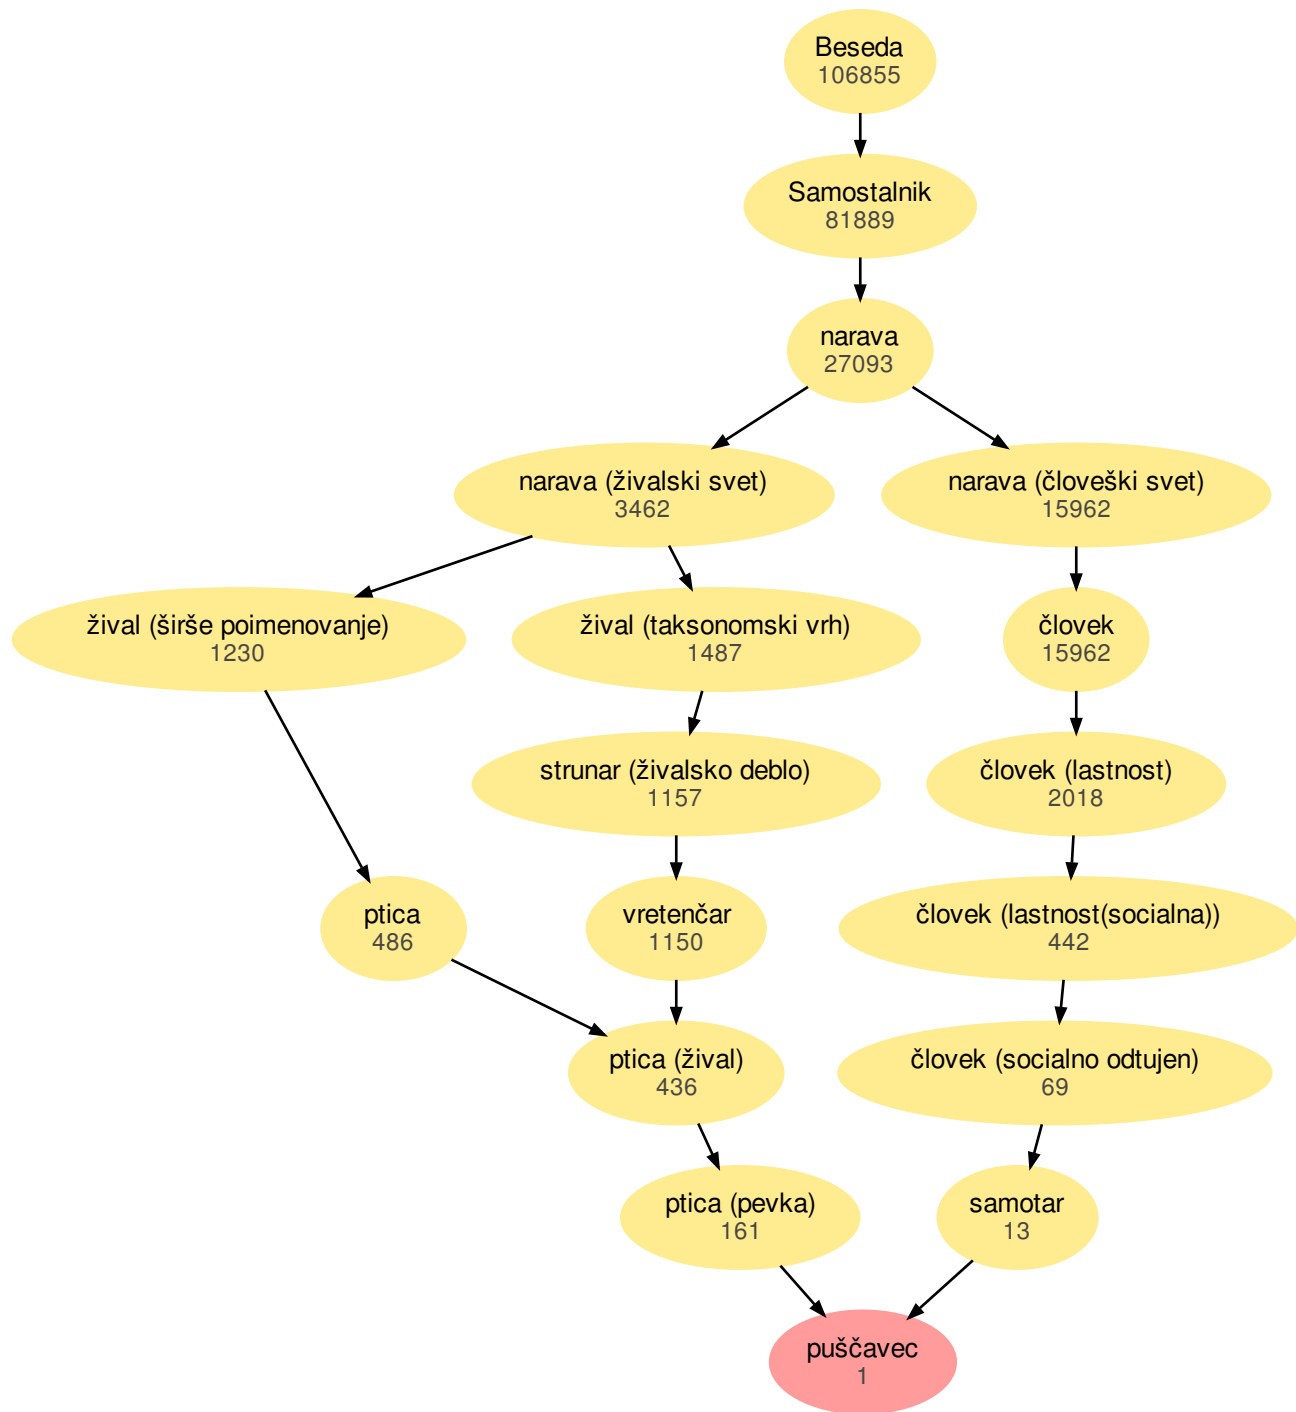 Beseda
106855
Samostalnik
81889
narava
27093
narava (živalski svet)
3462
narava (človeški svet)
15962
žival (širše poimenovanje)
1230
žival (taksonomski vrh)
1487
človek
15962
strunar (živalsko deblo)
1157
človek (lastnost)
2018
ptica
486
vretenčar
1150
človek (lastnost(socialna))
442
ptica (žival)
436
človek (socialno odtujen)
69
ptica (pevka)
161
samotar
13
puščavec
1